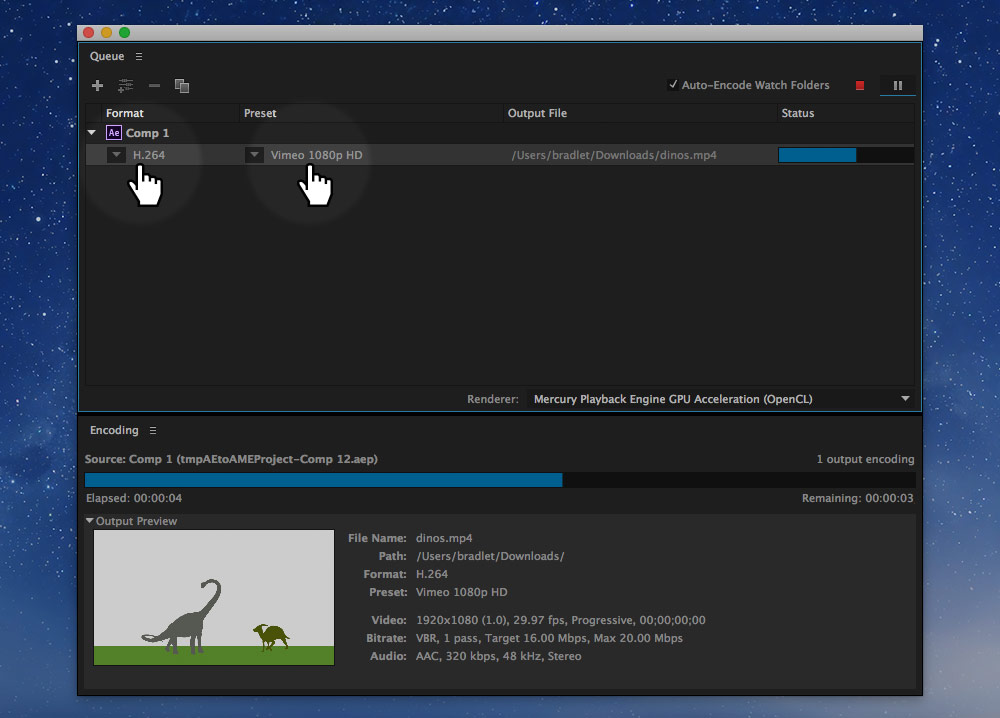 Queue
Auto-Encode Watch Folders
Format Preset Output File Status
Ae Comp 1
H.264 Vimeo 1080p HD /Users/bradlet/Downloads/dinos.mp4
Renderer: Mercury Playback Engine GPU Acceleration (OpenCL)
Encoding
Source: Comp 1 (tmpAEtoAMEProject-Comp 12.aep) 1 output encoding
Elapsed: 00:00:04 Remaining: 00:00:03
Output Preview
File Name: dinos.mp4
Path: /Users/bradlet/Downloads/
Format: H.264
Preset: Vimeo 1080p HD
Video: 1920x1080 (1.0), 29.97 fps, Progressive, 00;00;00;00
Bitrate: VBR, 1 pass, Target 16.00 Mbps, Max 20.00 Mbps
Audio: AAC, 320 kbps, 48 kHz, Stereo